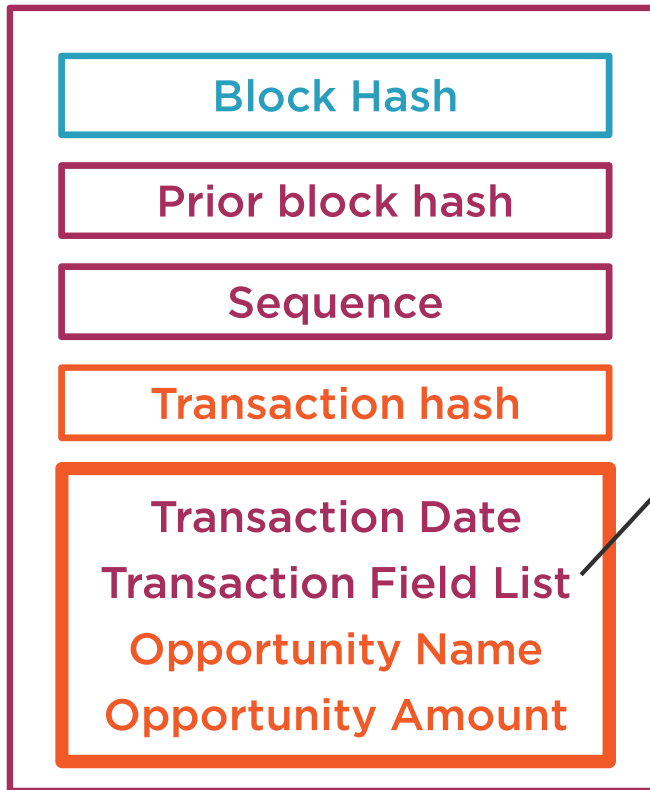 Block Hash
Prior block hash
Sequence
Transaction hash
Transaction Date
Transaction Field List
Opportunity Name
Opportunity Amount